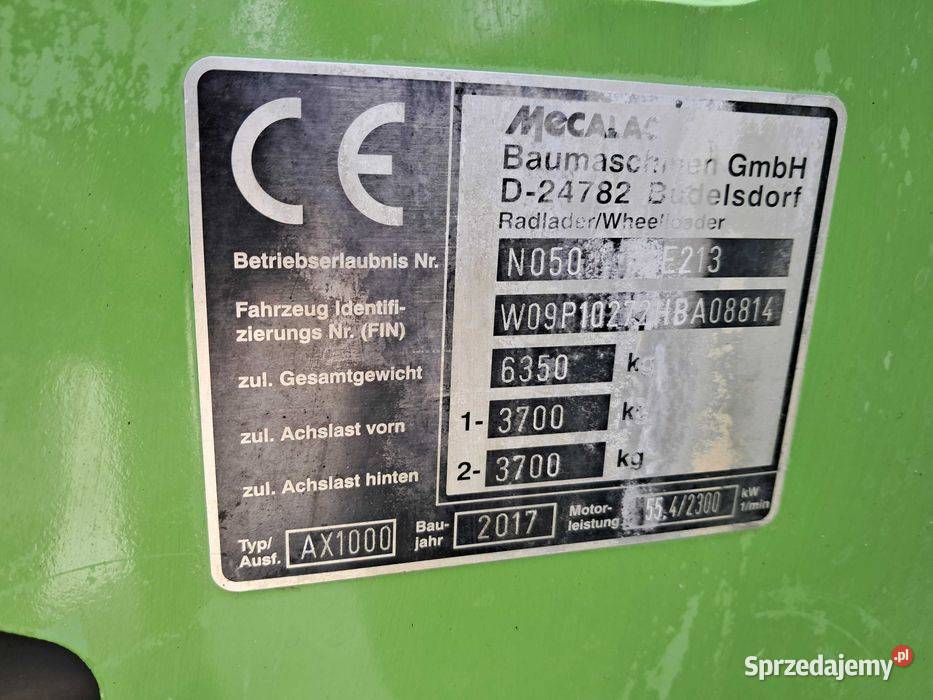 CE
MECALAC
Baumaschinen GmbH
D-24782 Büdelsdorf
Radlader/Wheelloader
Betriebserlaubnis Nr. N050 E213
Fahrzeug Identifi-
zierungs Nr. (FIN) W09P10272HBA08814
zul. Gesamtgewicht 6350 kg
zul. Achslast vorn 1- 3700 kg
zul. Achslast hinten 2- 3700 kg
Typ/
Ausf. AX1000
Bau-
jahr 2017
Motor-
leistung 55.4/2300 kW
1/min
Sprzedajemy.pl